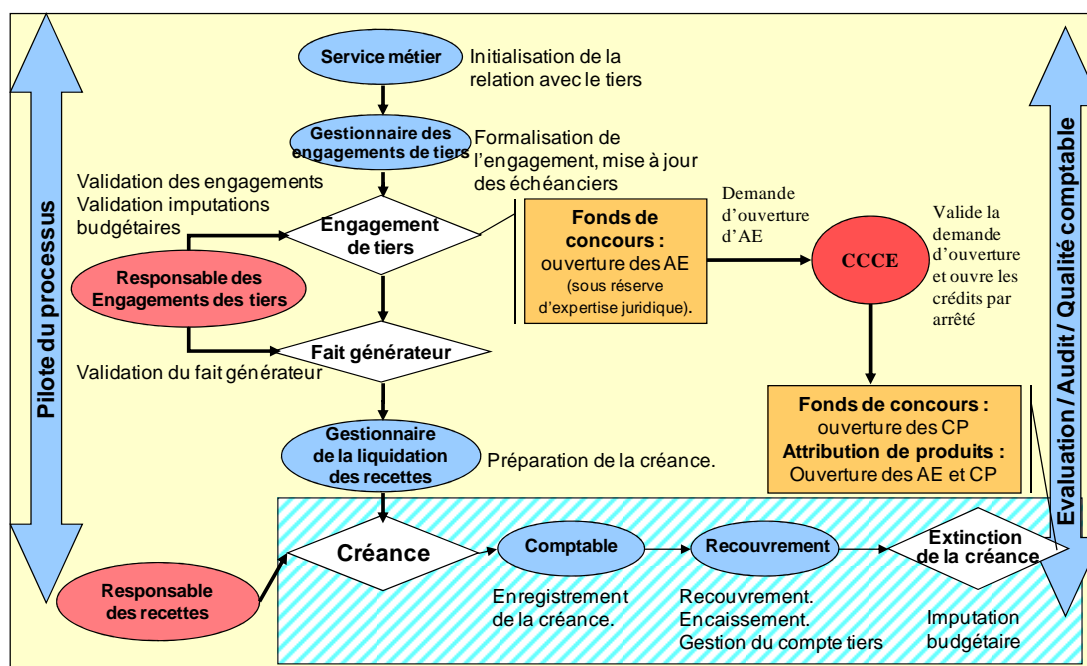 Pilote du processus
Service métier
Initialisation de la
relation avec le tiers
Gestionnaire des
engagements de tiers
Formalisation de
l'engagement, mise à jour
des échéanciers
Validation des engagements
Validation imputations
budgétaires
Engagement
de tiers
Fonds de
concours :
ouverture des AE
(sous réserve
d'expertise juridique).
Demande
d'ouverture
d'AE
CCCE
Valide la
demande
d'ouverture
et ouvre les
crédits par
arrêté
Responsable des
Engagements des tiers
Fait générateur
Validation du fait générateur
Fonds de concours :
ouverture des CP
Attribution de produits :
Ouverture des AE et CP
Gestionnaire
de la liquidation
des recettes
Préparation de la créance.
Créance
Comptable
Recouvrement
Extinction
de la créance
Responsable
des recettes
Enregistrement
de la créance.
Recouvrement.
Encaissement.
Gestion du compte tiers
Imputation
budgétaire
Evaluation / Audit / Qualité comptable